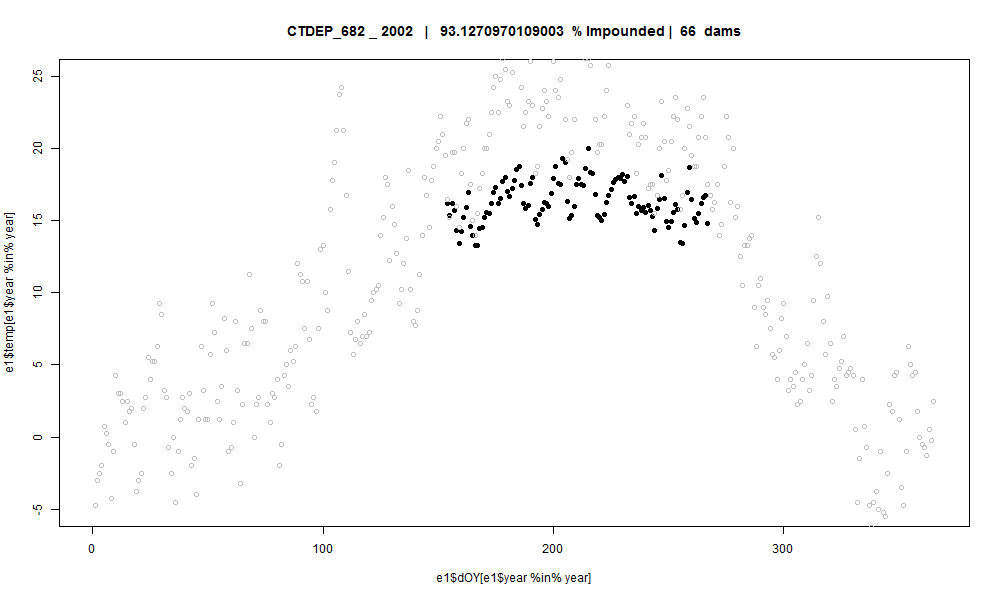 CTDEP_682 _ 2002 | 93.1270970109003 % Impounded | 66 dams
e1$temp[e1$year %in% year]
25
20
15
10
5
0
-5
0 100 200 300
e1$dOY[e1$year %in% year]